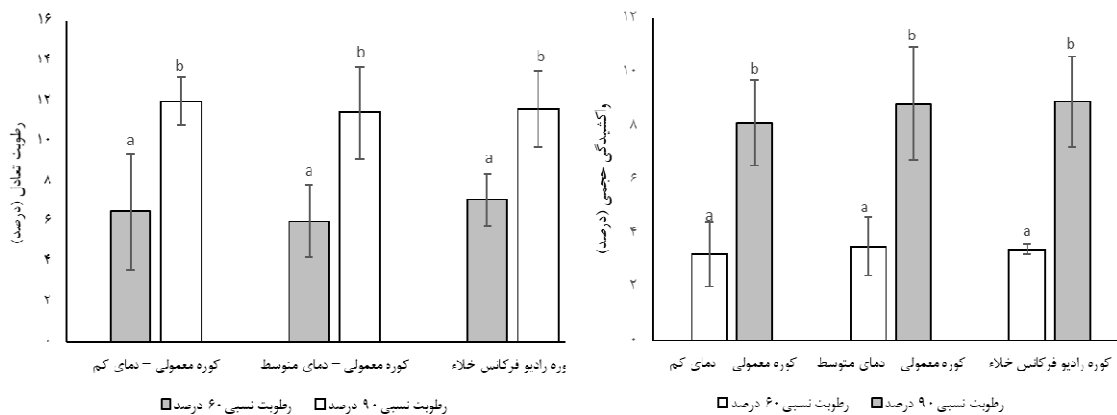 رطوبت تعادل (درصد)
۱۶
۱۴
۱۲
۱۰
۸
۶
۴
۲
۰
a
b
a
b
a
b
کوره معمولی – دمای کم
کوره معمولی – دمای متوسط
وره رادیو فرکانس خلاء
رطوبت نسبی ۶۰ درصد
رطوبت نسبی ۹۰ درصد
واکشیدگی حجمی (درصد)
۱۲
۱۰
۸
۶
۴
۲
۰
a
b
a
b
a
b
کوره معمولی _ دمای کم
کوره معمولی _ دمای متوسط
کوره رادیو فرکانس خلاء
رطوبت نسبی ۶۰ درصد
رطوبت نسبی ۹۰ درصد